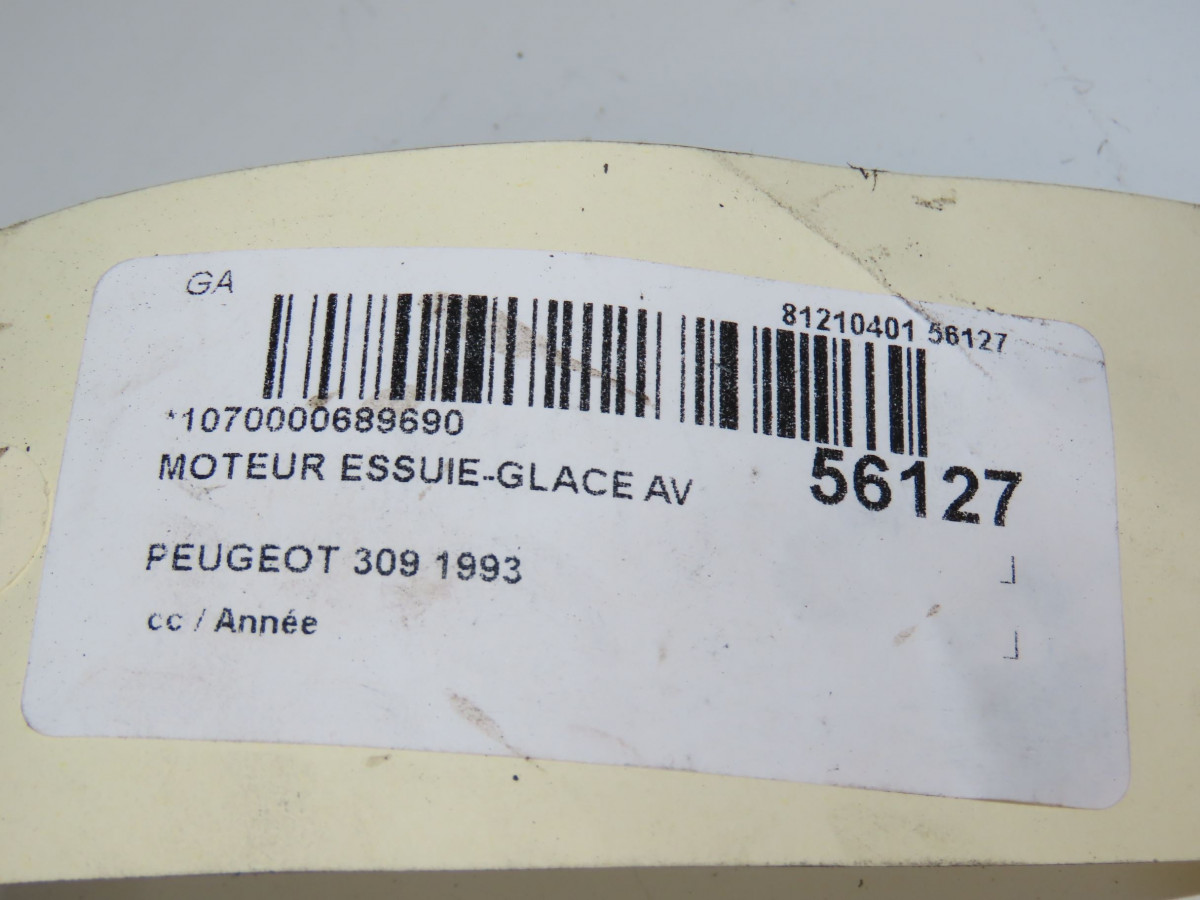 GA
81210401 56127
*1070000689690
MOTEUR ESSUIE-GLACE AV
56127
PEUGEOT 309 1993
cc / Année